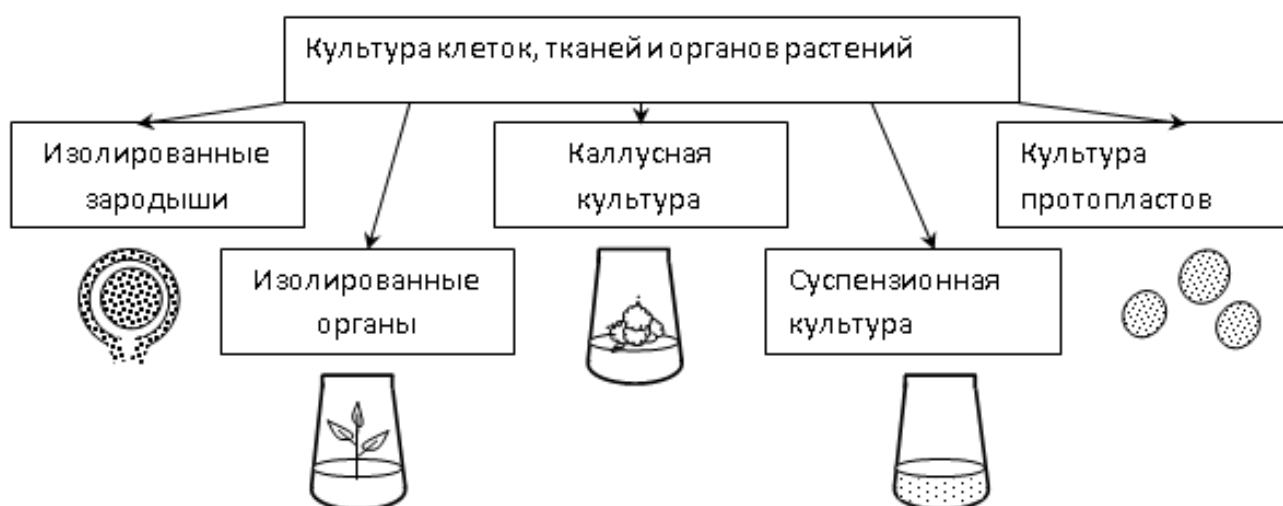 Культура клеток, тканей и органов растений
Изолированные
зародыши
Каллусная
культура
Культура
протопластов
Изолированные
органы
Суспензионная
культура